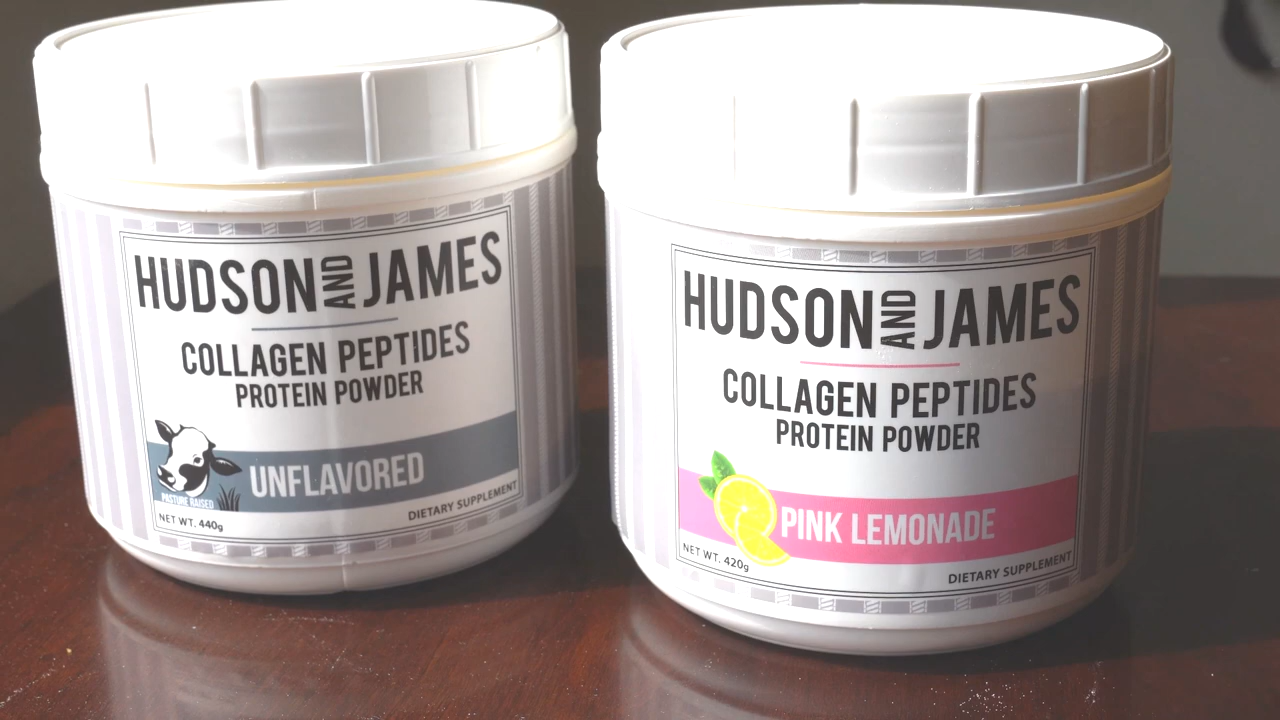 HUDSON AND JAMES
COLLAGEN PEPTIDES
PROTEIN POWDER
UNFLAVORED
PASTURE RAISED
NET WT. 440g
DIETARY SUPPLEMENT
HUDSON AND JAMES
COLLAGEN PEPTIDES
PROTEIN POWDER
PINK LEMONADE
NET WT. 420g
DIETARY SUPPLEMENT